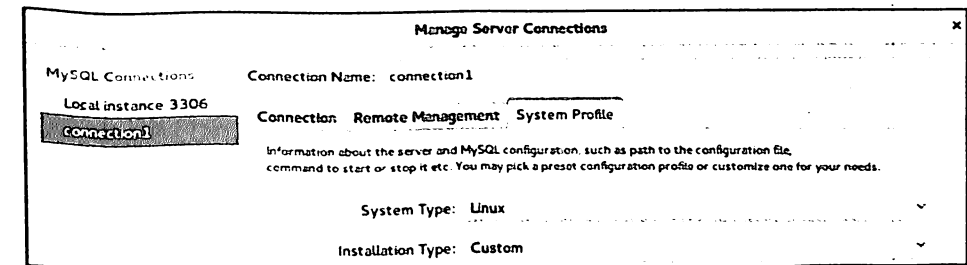 Manage Server Connections ×
MySQL Connections
Local instance 3306
connection1
Connection Name: connection1
Connection Remote Management System Profile
Information about the server and MySQL configuration, such as path to the configuration file,
command to start or stop it etc. You may pick a preset configuration profile or customize one for your needs.
System Type: Linux
Installation Type: Custom